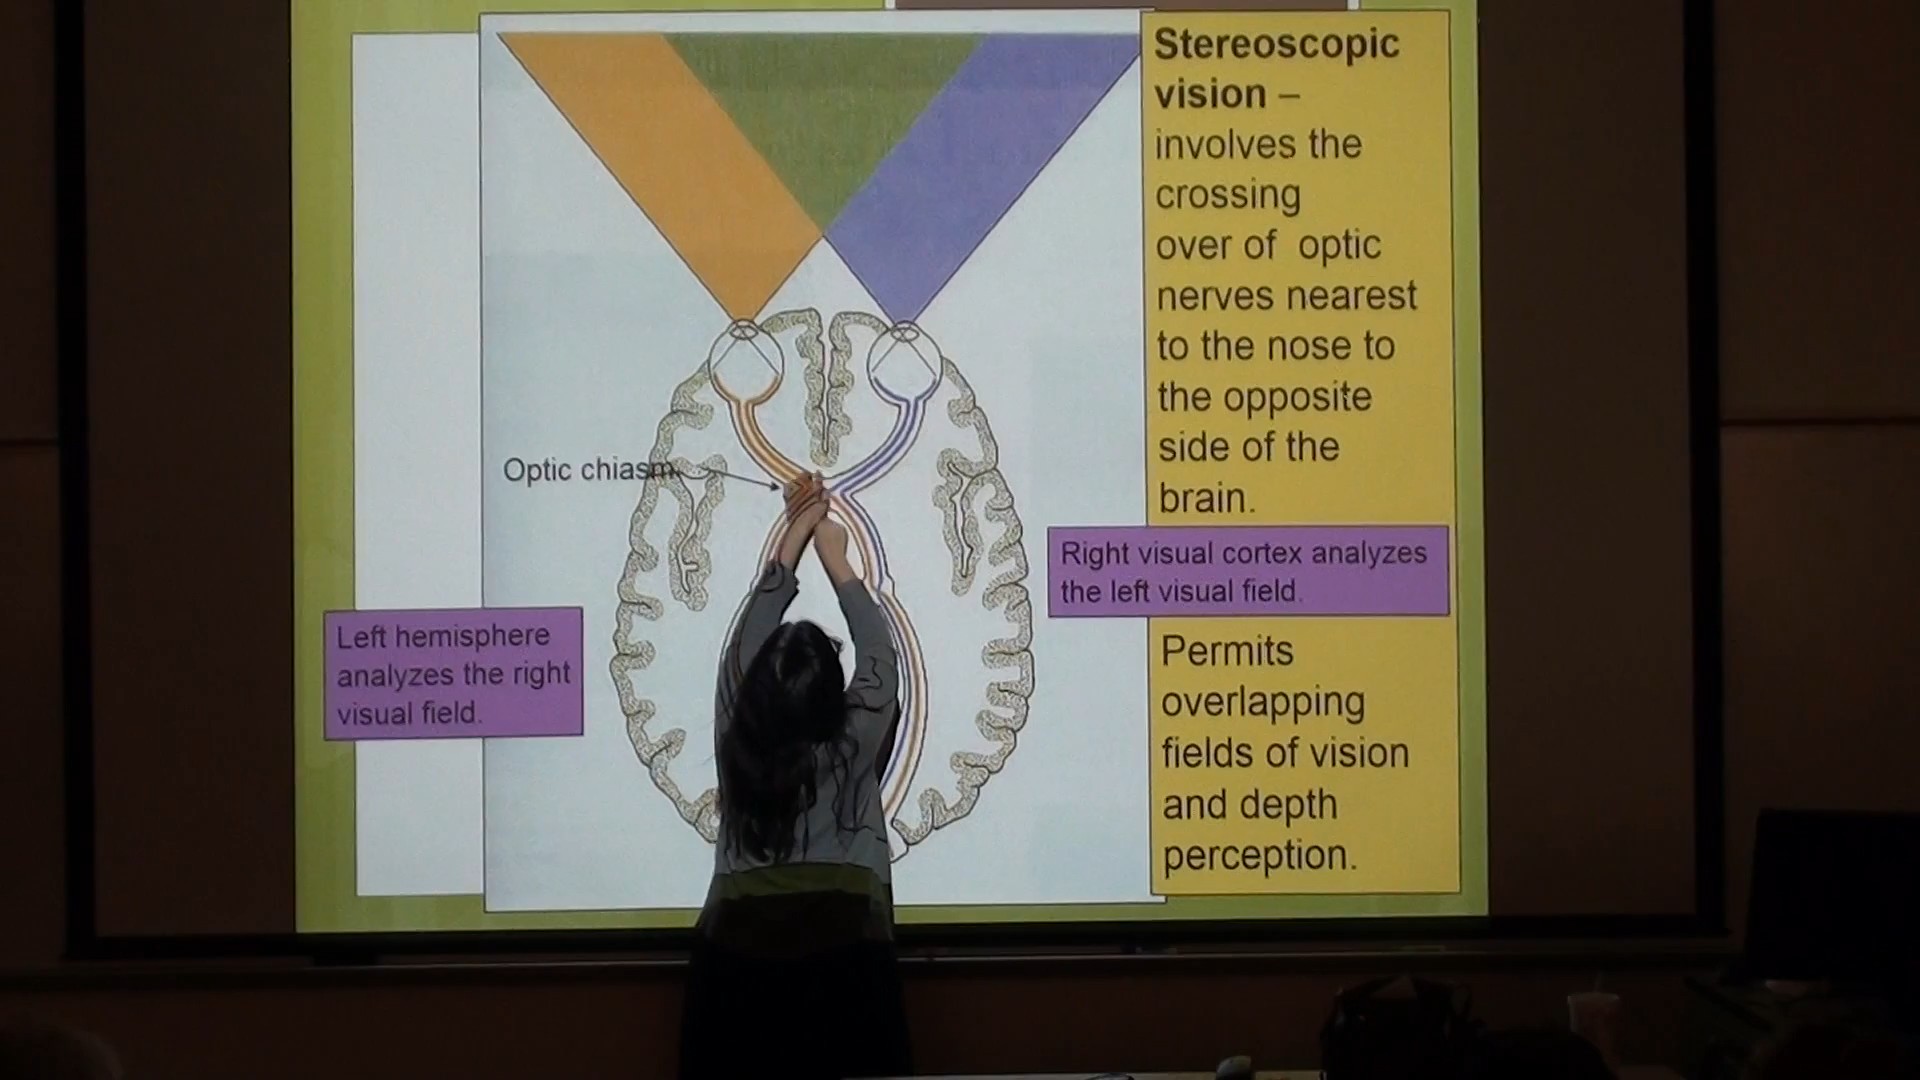 Stereoscopic
vision –
involves the
crossing
over of optic
nerves nearest
to the nose to
the opposite
side of the
brain.
Optic chiasm
Right visual cortex analyzes
the left visual field.
Left hemisphere
analyzes the right
visual field.
Permits
overlapping
fields of vision
and depth
perception.